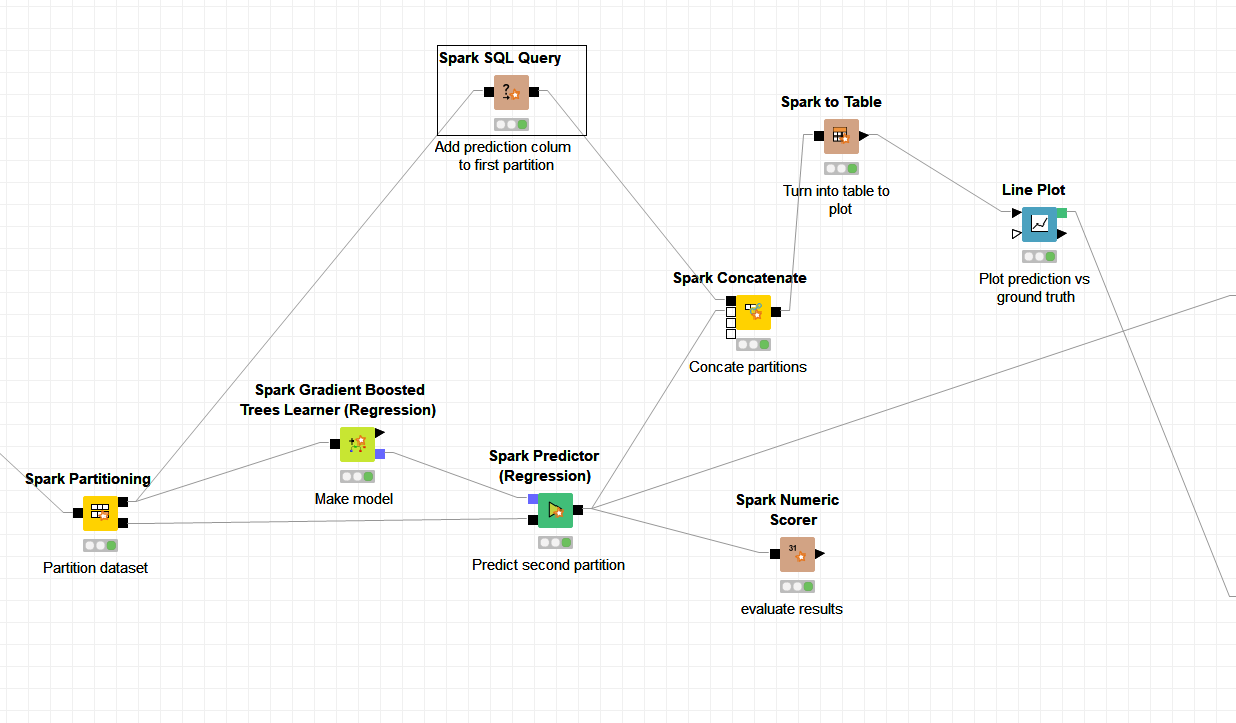 Spark SQL Query
?
Add prediction colum
to first partition
Spark to Table
Turn into table to
plot
Line Plot
Plot prediction vs
ground truth
Spark Concatenate
Concate partitions
Spark Gradient Boosted
Trees Learner (Regression)
Make model
Spark Predictor
(Regression)
Predict second partition
Spark Partitioning
Partition dataset
Spark Numeric
Scorer
31
evaluate results